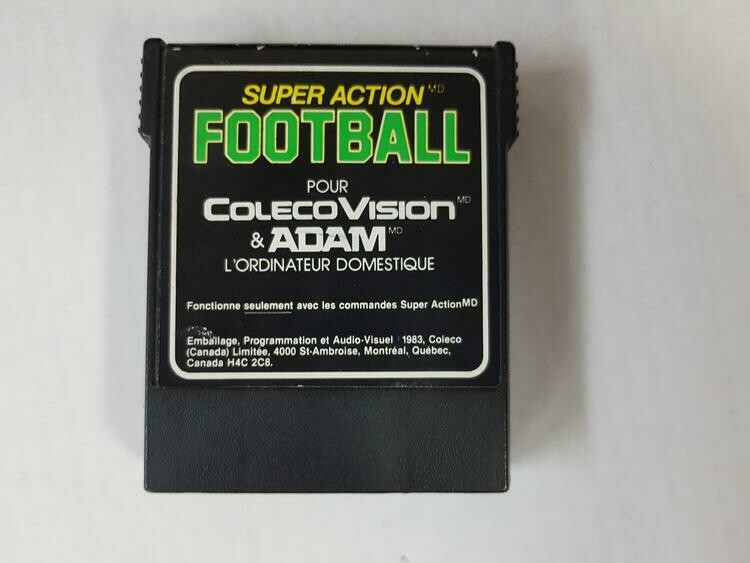 SUPER ACTION MD
FOOTBALL
POUR
COLECOVISION MD
& ADAM MD
L'ORDINATEUR DOMESTIQUE
Fonctionne seulement avec les commandes Super ActionMD
Emballage, Programmation et Audio-Visuel 1983, Coleco
(Canada) Limitée, 4000 St-Ambroise, Montréal, Québec,
Canada H4C 2C8.